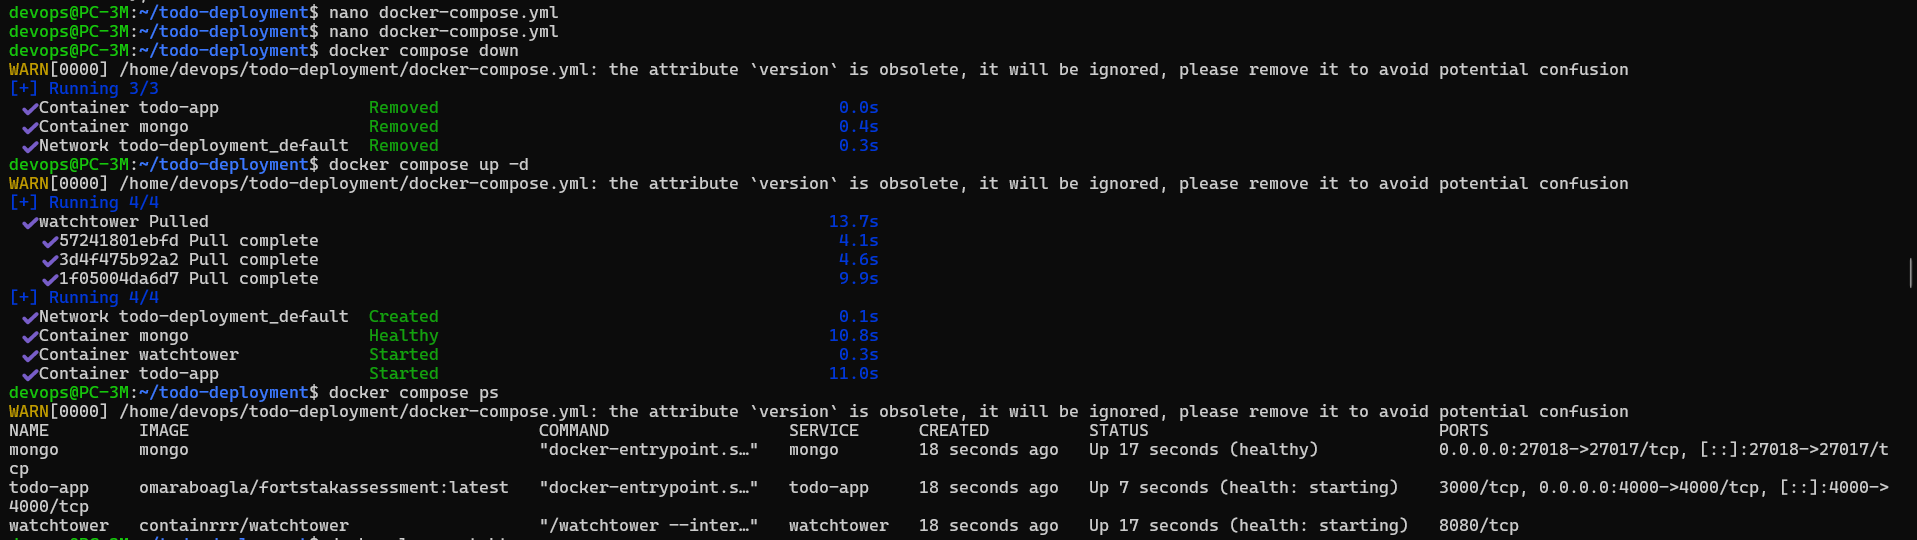 devops@PC-3M:~/todo-deployment$ nano docker-compose.yml
devops@PC-3M:~/todo-deployment$ nano docker-compose.yml
devops@PC-3M:~/todo-deployment$ docker compose down
WARN[0000] /home/devops/todo-deployment/docker-compose.yml: the attribute `version` is obsolete, it will be ignored, please remove it to avoid potential confusion
[+] Running 3/3
✔Container todo-app Removed 0.0s
✔Container mongo Removed 0.4s
✔Network todo-deployment_default Removed 0.3s
devops@PC-3M:~/todo-deployment$ docker compose up -d
WARN[0000] /home/devops/todo-deployment/docker-compose.yml: the attribute `version` is obsolete, it will be ignored, please remove it to avoid potential confusion
[+] Running 4/4
✔watchtower Pulled 13.7s
✔57241801ebfd Pull complete 4.1s
✔3d4f475b92a2 Pull complete 4.6s
✔1f05004da6d7 Pull complete 9.9s
[+] Running 4/4
✔Network todo-deployment_default Created 0.1s
✔Container mongo Healthy 10.8s
✔Container watchtower Started 0.3s
✔Container todo-app Started 11.0s
devops@PC-3M:~/todo-deployment$ docker compose ps
WARN[0000] /home/devops/todo-deployment/docker-compose.yml: the attribute `version` is obsolete, it will be ignored, please remove it to avoid potential confusion
NAME IMAGE COMMAND SERVICE CREATED STATUS PORTS
mongo mongo "docker-entrypoint.s…" mongo 18 seconds ago Up 17 seconds (healthy) 0.0.0.0:27018->27017/tcp, [::]:27018->27017/t
cp
todo-app omaraboagla/fortstakassessment:latest "docker-entrypoint.s…" todo-app 18 seconds ago Up 7 seconds (health: starting) 3000/tcp, 0.0.0.0:4000->4000/tcp, [::]:4000->
4000/tcp
watchtower containrrr/watchtower "/watchtower --inter…" watchtower 18 seconds ago Up 17 seconds (health: starting) 8080/tcp